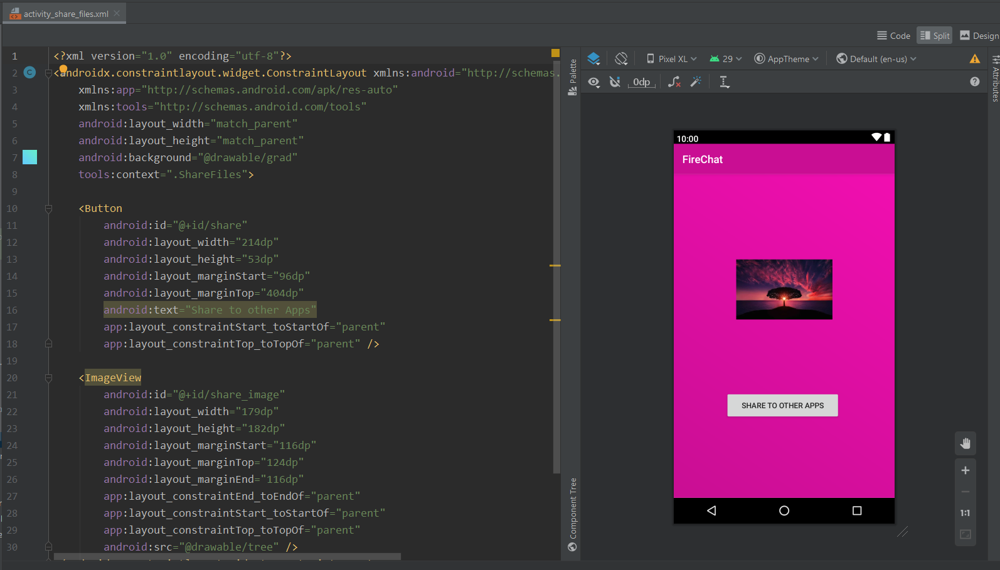 activity_share_files.xml
Code Split Design
1 <?xml version="1.0" encoding="utf-8"?>
2 <androidx.constraintlayout.widget.ConstraintLayout xmlns:android="http://schemas.
3 xmlns:app="http://schemas.android.com/apk/res-auto"
4 xmlns:tools="http://schemas.android.com/tools"
5 android:layout_width="match_parent"
6 android:layout_height="match_parent"
7 android:background="@drawable/grad"
8 tools:context=".ShareFiles">
9
10 <Button
11 android:id="@+id/share"
12 android:layout_width="214dp"
13 android:layout_height="53dp"
14 android:layout_marginStart="96dp"
15 android:layout_marginTop="404dp"
16 android:text="Share to other Apps"
17 app:layout_constraintStart_toStartOf="parent"
18 app:layout_constraintTop_toTopOf="parent" />
19
20 <ImageView
21 android:id="@+id/share_image"
22 android:layout_width="179dp"
23 android:layout_height="182dp"
24 android:layout_marginStart="116dp"
25 android:layout_marginTop="124dp"
26 android:layout_marginEnd="116dp"
27 app:layout_constraintEnd_toEndOf="parent"
28 app:layout_constraintStart_toStartOf="parent"
29 app:layout_constraintTop_toTopOf="parent"
30 android:src="@drawable/tree" />
Palette
Component Tree
Pixel XL 29 AppTheme Default (en-us)
0dp
Attributes
10:00
FireChat
SHARE TO OTHER APPS
1:1